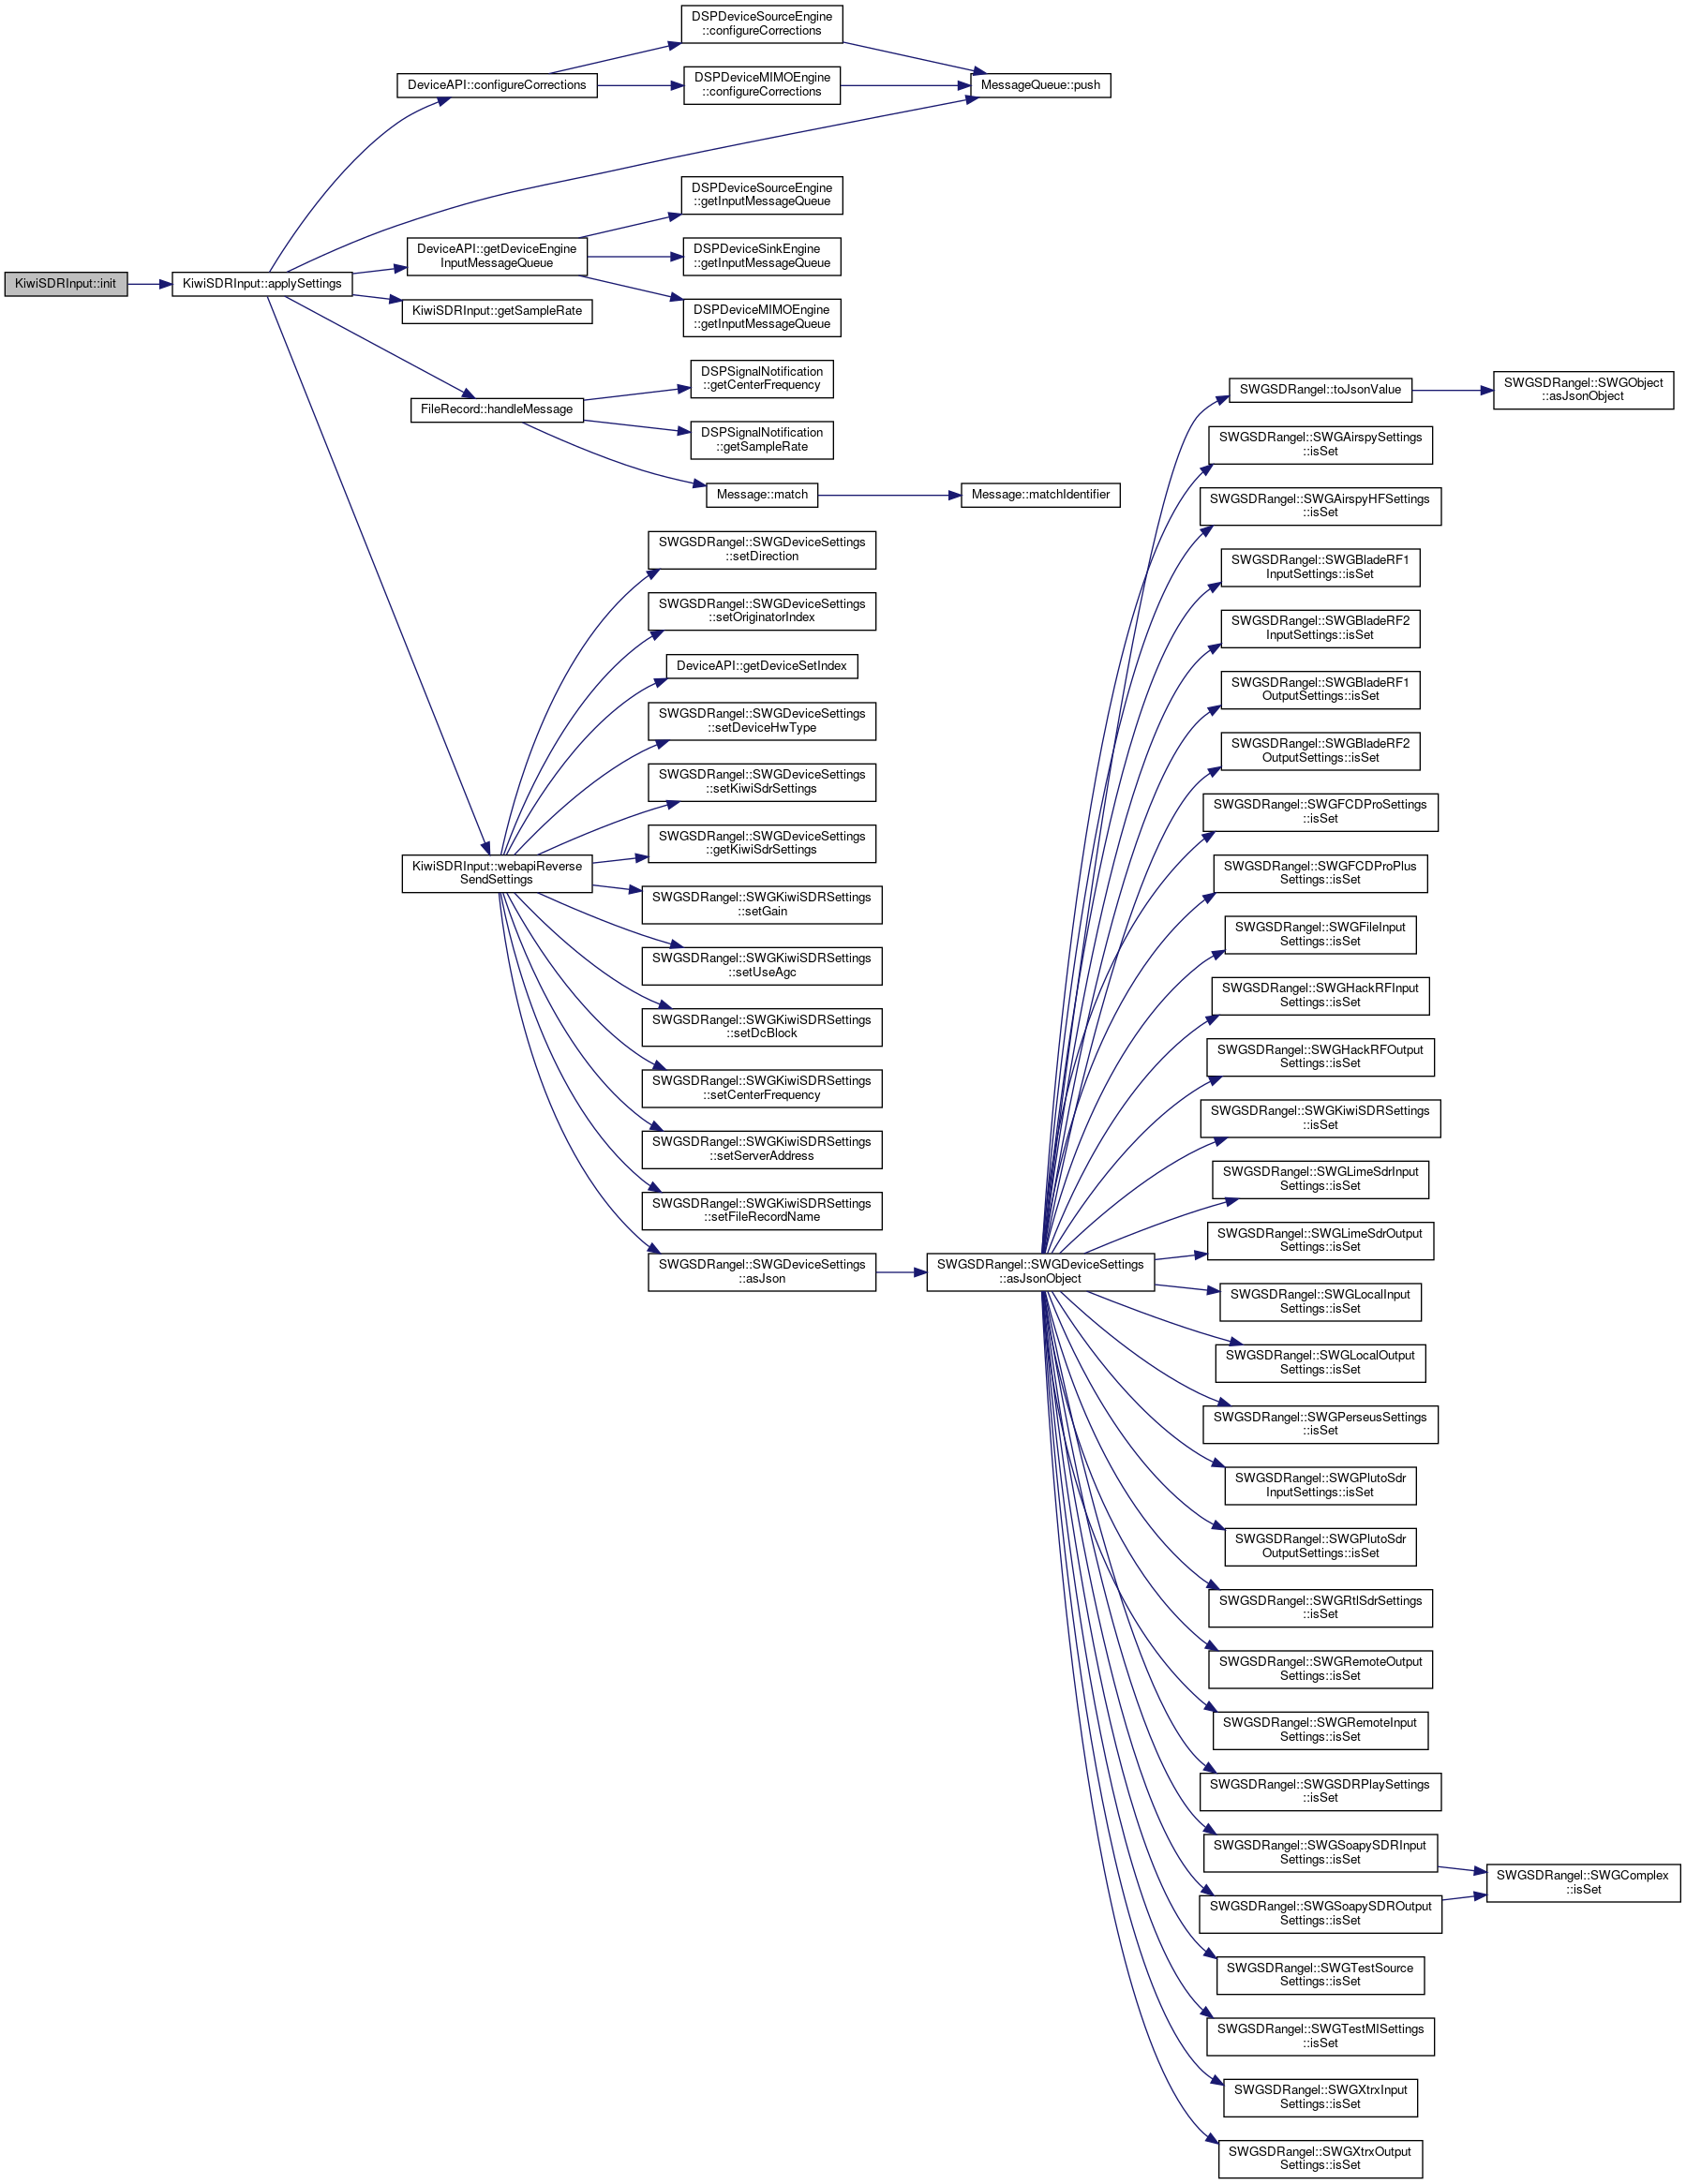 KiwiSDRInput::init
KiwiSDRInput::applySettings
DeviceAPI::configureCorrections
DSPDeviceSourceEngine
::configureCorrections
DSPDeviceMIMOEngine
::configureCorrections
MessageQueue::push
DeviceAPI::getDeviceEngine
InputMessageQueue
DSPDeviceSourceEngine
::getInputMessageQueue
DSPDeviceSinkEngine
::getInputMessageQueue
DSPDeviceMIMOEngine
::getInputMessageQueue
KiwiSDRInput::getSampleRate
FileRecord::handleMessage
DSPSignalNotification
::getCenterFrequency
DSPSignalNotification
::getSampleRate
Message::match
Message::matchIdentifier
KiwiSDRInput::webapiReverse
SendSettings
SWGSDRangel::SWGDeviceSettings
::setDirection
SWGSDRangel::SWGDeviceSettings
::setOriginatorIndex
DeviceAPI::getDeviceSetIndex
SWGSDRangel::SWGDeviceSettings
::setDeviceHwType
SWGSDRangel::SWGDeviceSettings
::setKiwiSdrSettings
SWGSDRangel::SWGDeviceSettings
::getKiwiSdrSettings
SWGSDRangel::SWGKiwiSDRSettings
::setGain
SWGSDRangel::SWGKiwiSDRSettings
::setUseAgc
SWGSDRangel::SWGKiwiSDRSettings
::setDcBlock
SWGSDRangel::SWGKiwiSDRSettings
::setCenterFrequency
SWGSDRangel::SWGKiwiSDRSettings
::setServerAddress
SWGSDRangel::SWGKiwiSDRSettings
::setFileRecordName
SWGSDRangel::SWGDeviceSettings
::asJson
SWGSDRangel::SWGDeviceSettings
::asJsonObject
SWGSDRangel::toJsonValue
SWGSDRangel::SWGObject
::asJsonObject
SWGSDRangel::SWGAirspySettings
::isSet
SWGSDRangel::SWGAirspyHFSettings
::isSet
SWGSDRangel::SWGBladeRF1
InputSettings::isSet
SWGSDRangel::SWGBladeRF2
InputSettings::isSet
SWGSDRangel::SWGBladeRF1
OutputSettings::isSet
SWGSDRangel::SWGBladeRF2
OutputSettings::isSet
SWGSDRangel::SWGFCDProSettings
::isSet
SWGSDRangel::SWGFCDProPlus
Settings::isSet
SWGSDRangel::SWGFileInput
Settings::isSet
SWGSDRangel::SWGHackRFInput
Settings::isSet
SWGSDRangel::SWGHackRFOutput
Settings::isSet
SWGSDRangel::SWGKiwiSDRSettings
::isSet
SWGSDRangel::SWGLimeSdrInput
Settings::isSet
SWGSDRangel::SWGLimeSdrOutput
Settings::isSet
SWGSDRangel::SWGLocalInput
Settings::isSet
SWGSDRangel::SWGLocalOutput
Settings::isSet
SWGSDRangel::SWGPerseusSettings
::isSet
SWGSDRangel::SWGPlutoSdr
InputSettings::isSet
SWGSDRangel::SWGPlutoSdr
OutputSettings::isSet
SWGSDRangel::SWGRtlSdrSettings
::isSet
SWGSDRangel::SWGRemoteOutput
Settings::isSet
SWGSDRangel::SWGRemoteInput
Settings::isSet
SWGSDRangel::SWGSDRPlaySettings
::isSet
SWGSDRangel::SWGSoapySDRInput
Settings::isSet
SWGSDRangel::SWGSoapySDROutput
Settings::isSet
SWGSDRangel::SWGComplex
::isSet
SWGSDRangel::SWGTestSource
Settings::isSet
SWGSDRangel::SWGTestMISettings
::isSet
SWGSDRangel::SWGXtrxInput
Settings::isSet
SWGSDRangel::SWGXtrxOutput
Settings::isSet